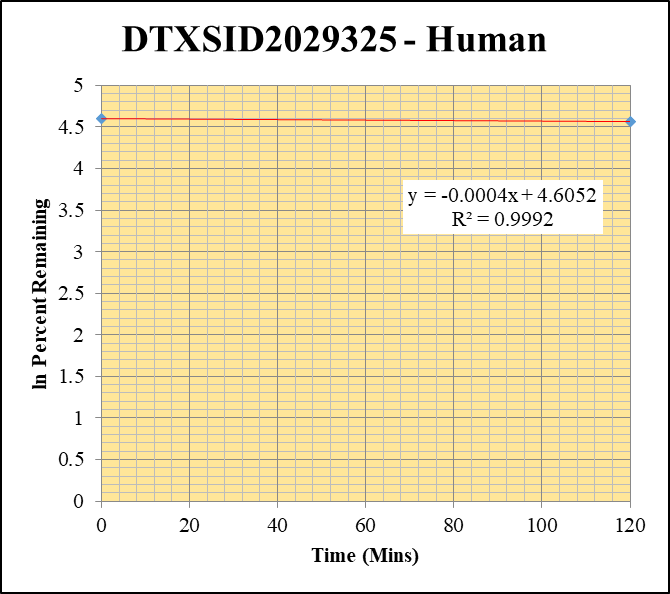 DTXSID2029325 - Human
5
4.5
4
3.5
3
2.5
2
1.5
1
0.5
0
ln Percent Remaining
y = -0.0004x + 4.6052
R² = 0.9992
0 20 40 60 80 100 120
Time (Mins)